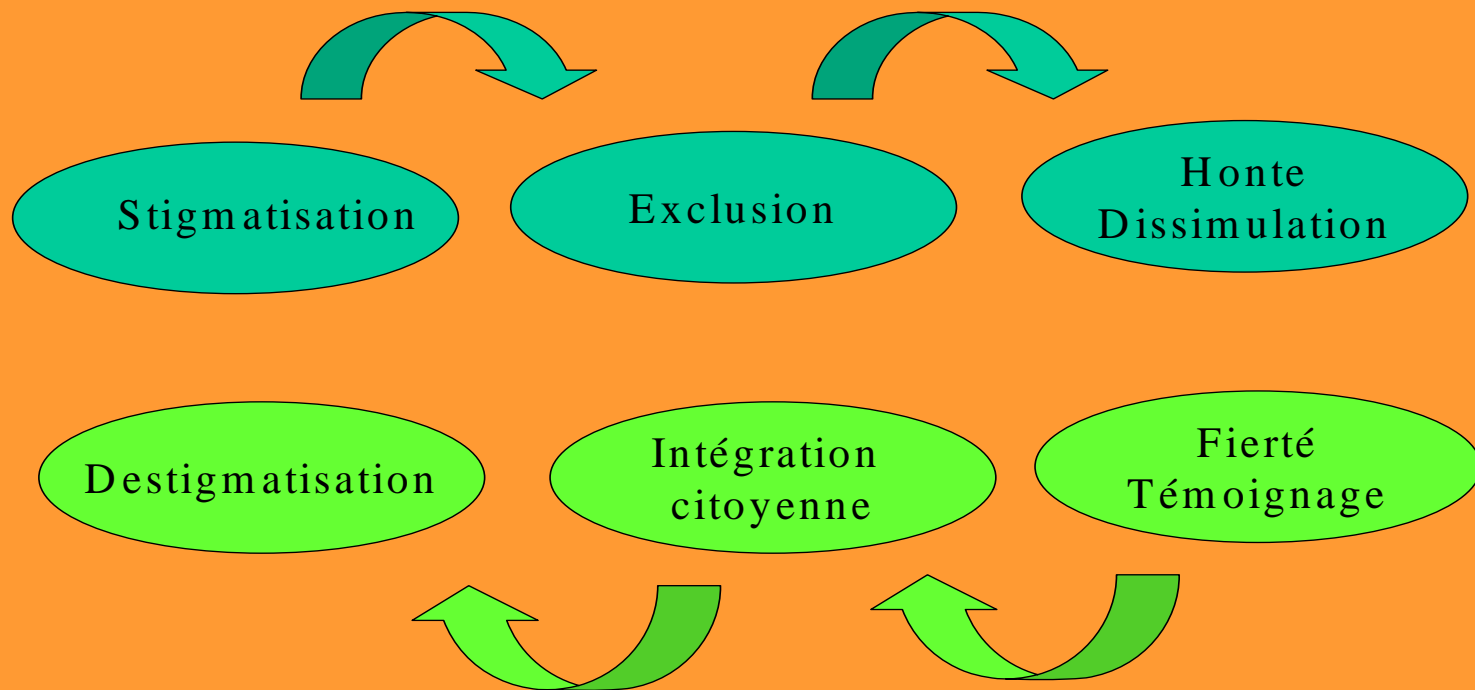 Stigmatisation
Exclusion
Honte
Dissimulation
Destigmatisation
Intégration
citoyenne
Fierté
Témoignage